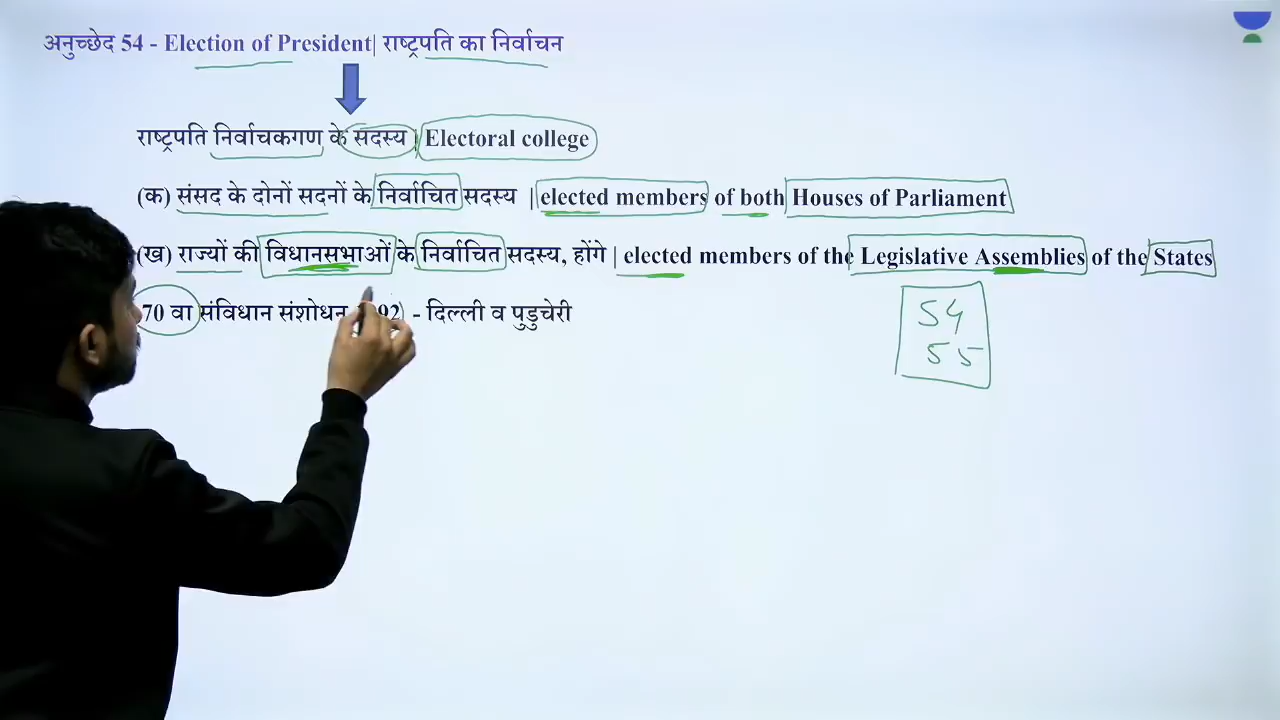 अनुच्छेद 54 - Election of President| राष्ट्रपति का निर्वाचन
राष्ट्रपति निर्वाचकगण के सदस्य | Electoral college
(क) संसद के दोनों सदनों के निर्वाचित सदस्य | elected members of both Houses of Parliament
(ख) राज्यों की विधानसभाओं के निर्वाचित सदस्य, होंगे | elected members of the Legislative Assemblies of the States
70 वा संविधान संशोधन 92) - दिल्ली व पुडुचेरी
54
55